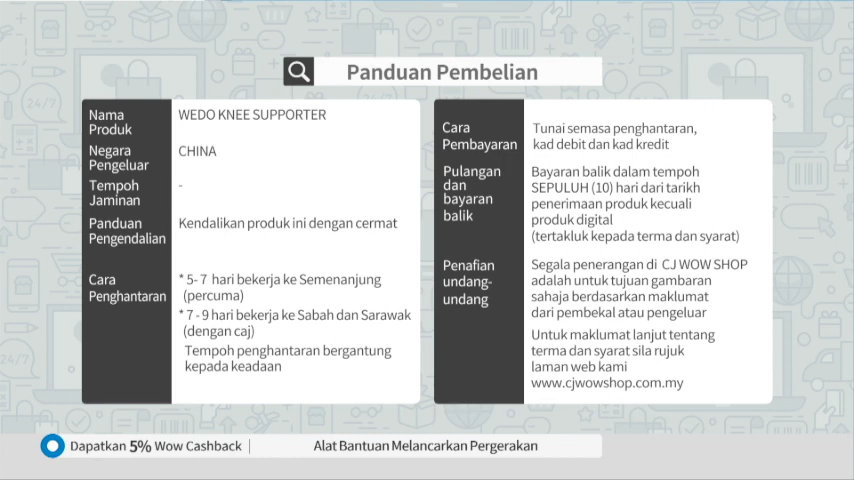 Panduan Pembelian
Nama
Produk
WEDO KNEE SUPPORTER
Negara
Pengeluar
CHINA
Tempoh
Jaminan
-
Panduan
Pengendalian
Kendalikan produk ini dengan cermat
Cara
Penghantaran
* 5- 7 hari bekerja ke Semenanjung
(percuma)
* 7 - 9 hari bekerja ke Sabah dan Sarawak
(dengan caj)
Tempoh penghantaran bergantung
kepada keadaan
Cara
Pembayaran
Tunai semasa penghantaran,
kad debit dan kad kredit
Pulangan
dan
bayaran
balik
Bayaran balik dalam tempoh
SEPULUH (10) hari dari tarikh
penerimaan produk kecuali
produk digital
(tertakluk kepada terma dan syarat)
Penafian
undang-
undang
Segala penerangan di CJ WOW SHOP
adalah untuk tujuan gambaran
sahaja berdasarkan maklumat
dari pembekal atau pengeluar
Untuk maklumat lanjut tentang
terma dan syarat sila rujuk
laman web kami
www.cjwowshop.com.my
Dapatkan 5% Wow Cashback
Alat Bantuan Melancarkan Pergerakan
24/7
24/7